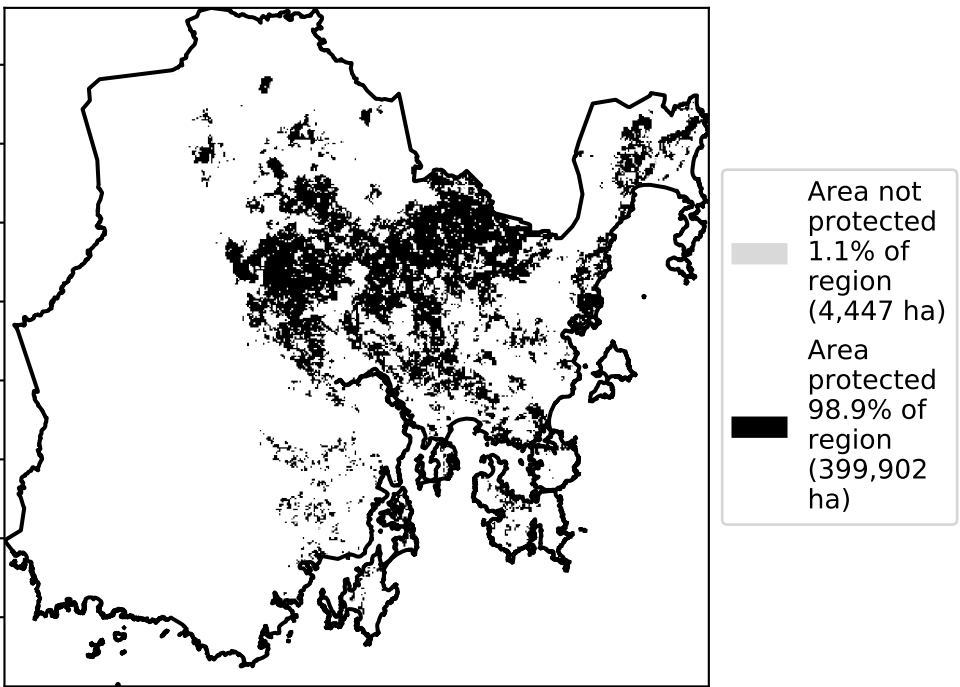 Area not
protected
1.1% of
region
(4,447 ha)
Area
protected
98.9% of
region
(399,902
ha)